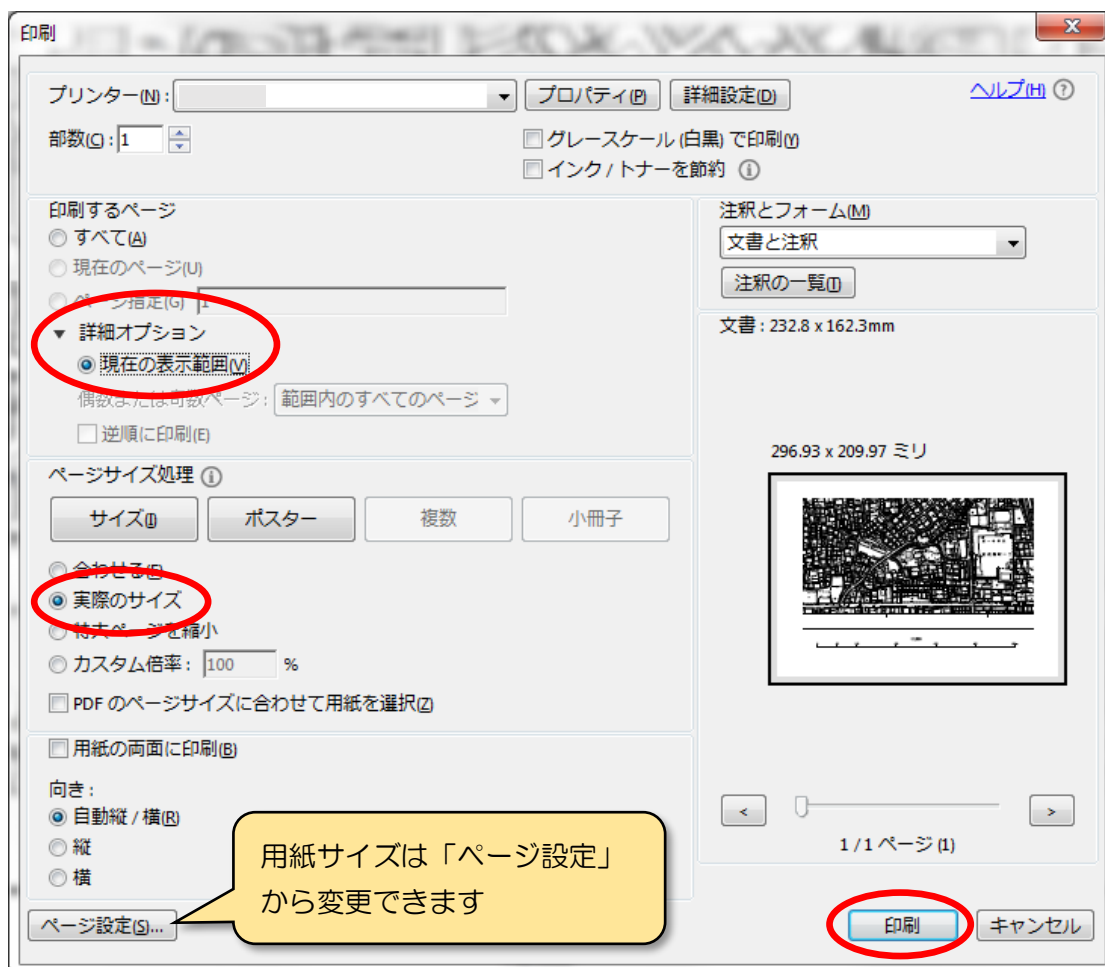 印刷
プリンター(N):
プロパティ(P)
詳細設定(D)
ヘルプ(H)
部数(C): 1
グレースケール (白黒) で印刷(Y)
インク / トナーを節約
印刷するページ
すべて(A)
現在のページ(U)
ページ指定(G) 1
詳細オプション
現在の表示範囲(V)
偶数または奇数ページ: 範囲内のすべてのページ
逆順に印刷(E)
注釈とフォーム(M)
文書と注釈
注釈の一覧(T)
文書 : 232.8 x 162.3mm
296.93 x 209.97 ミリ
ページサイズ処理
サイズ(I)
ポスター
複数
小冊子
合わせる(F)
実際のサイズ
特大ページを縮小
カスタム倍率: 100 %
PDF のページサイズに合わせて用紙を選択(Z)
用紙の両面に印刷(B)
向き :
自動縦 / 横(R)
縦
横
< >
1 / 1 ページ (1)
用紙サイズは「ページ設定」
から変更できます
ページ設定(S)...
印刷
キャンセル